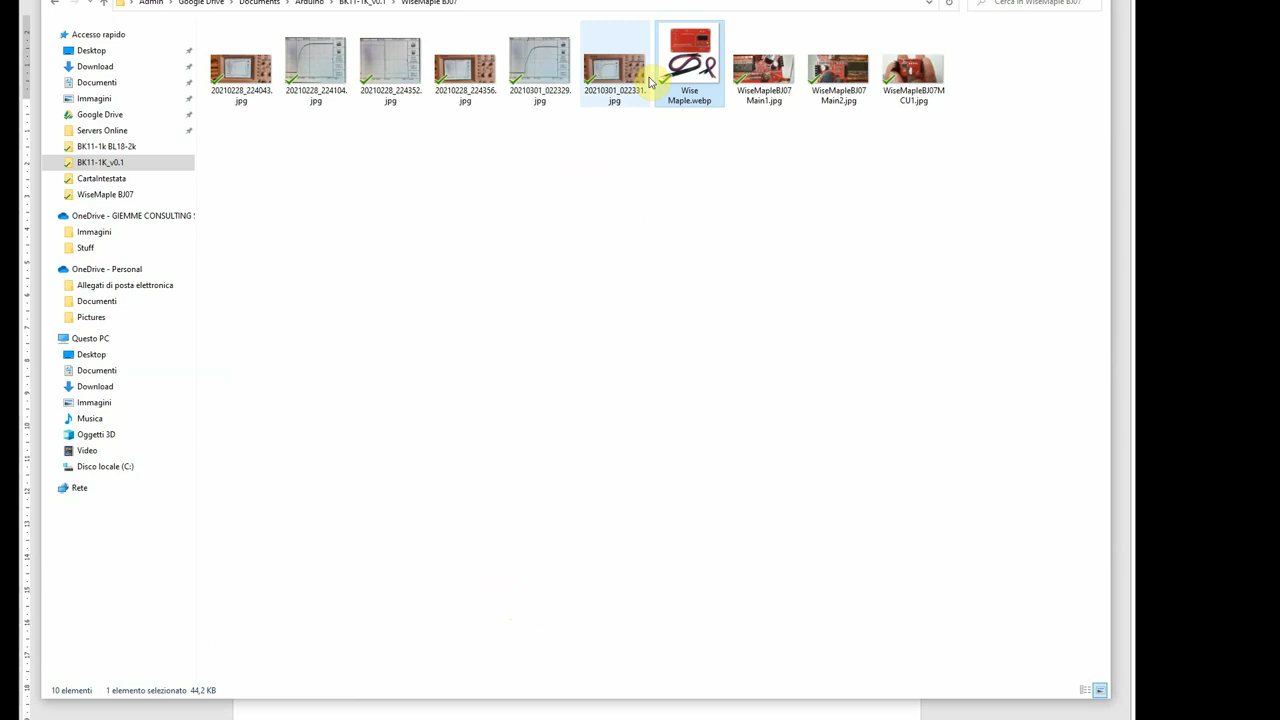 Admin > Google Drive > Documents > Arduino > BK11-1K_v0.1 > WiseMaple BJ07
Cerca in WiseMaple BJ07
Accesso rapido
Desktop
Download
Documenti
Immagini
Google Drive
Servers Online
BK11-1k BL18-2k
BK11-1K_v0.1
CartaIntestata
WiseMaple BJ07
OneDrive - GIEMME CONSULTING S
Immagini
Stuff
OneDrive - Personal
Allegati di posta elettronica
Documenti
Pictures
Questo PC
Desktop
Documenti
Download
Immagini
Musica
Oggetti 3D
Video
Disco locale (C:)
Rete
20210228_224043.
jpg
20210228_224104.
jpg
20210228_224352.
jpg
20210228_224356.
jpg
20210301_022329.
jpg
20210301_022331.
jpg
Wise
Maple.webp
WiseMapleBJ07
Main1.jpg
WiseMapleBJ07
Main2.jpg
WiseMapleBJ07M
CU1.jpg
10 elementi
1 elemento selezionato 44,2 KB